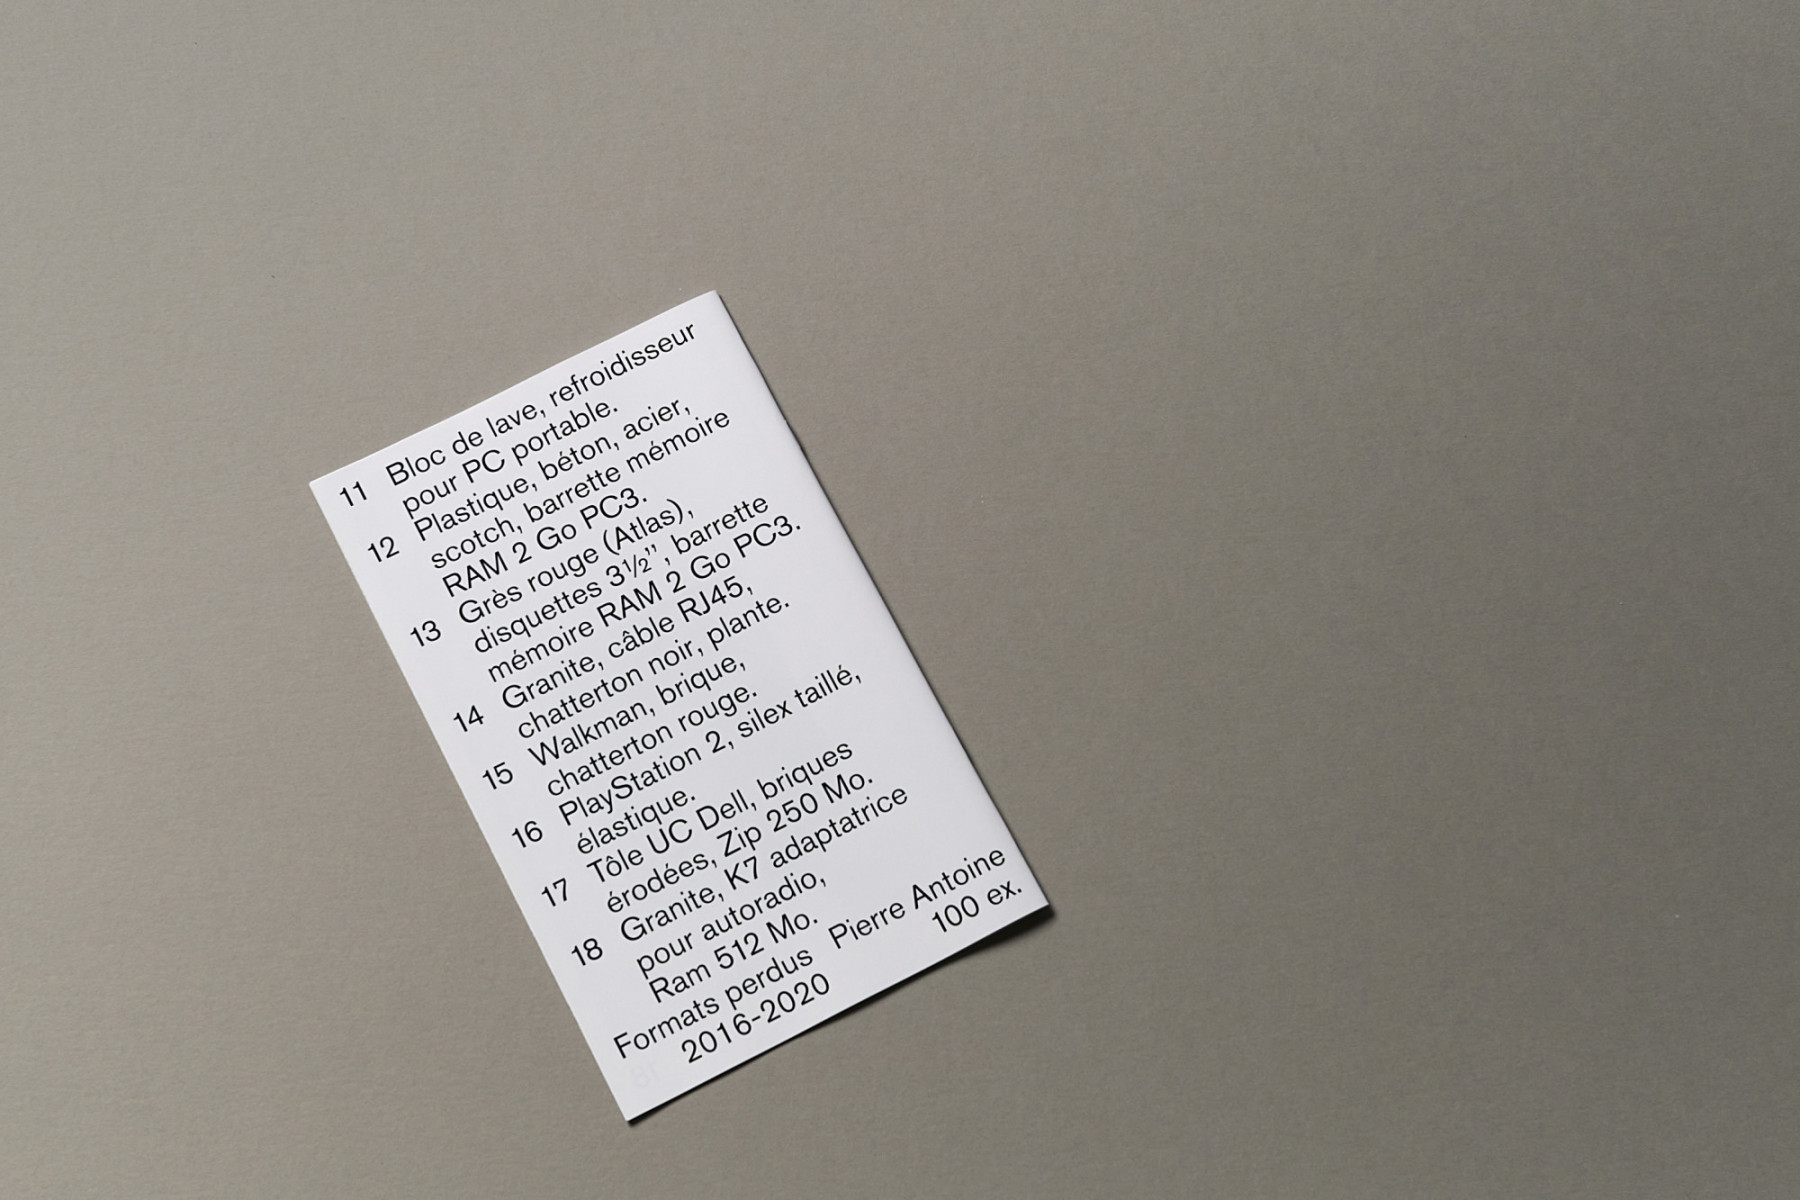 11 Bloc de lave, refroidisseur
pour PC portable.
12 Plastique, béton, acier,
scotch, barrette mémoire
RAM 2 Go PC3.
13 Grès rouge (Atlas),
disquettes 3½”, barrette
mémoire RAM 2 Go PC3.
14 Granite, câble RJ45,
chatterton noir, plante.
15 Walkman, brique,
chatterton rouge.
16 PlayStation 2, silex taillé,
élastique.
17 Tôle UC Dell, briques
érodées, Zip 250 Mo.
18 Granite, K7 adaptatrice
pour autoradio,
Ram 512 Mo.
Formats perdus Pierre Antoine
2016-2020 100 ex.